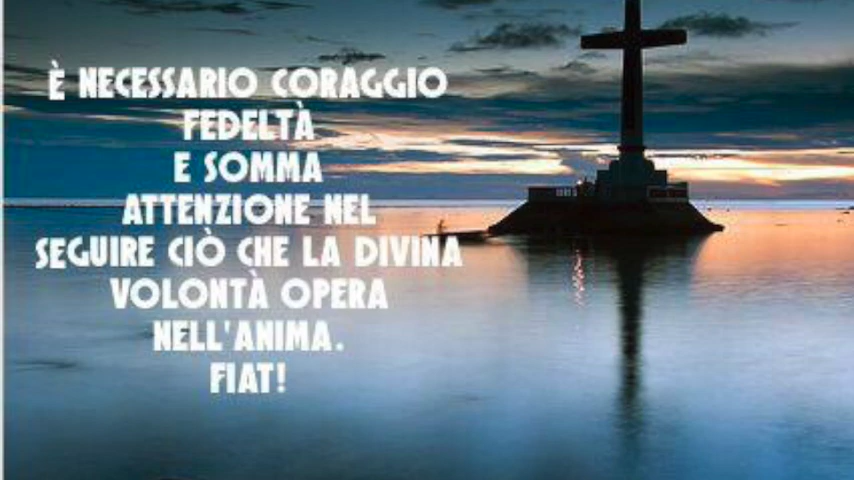 È NECESSARIO CORAGGIO
FEDELTÀ
E SOMMA
ATTENZIONE NEL
SEGUIRE CIÒ CHE LA DIVINA
VOLONTÀ OPERA
NELL'ANIMA.
FIAT!